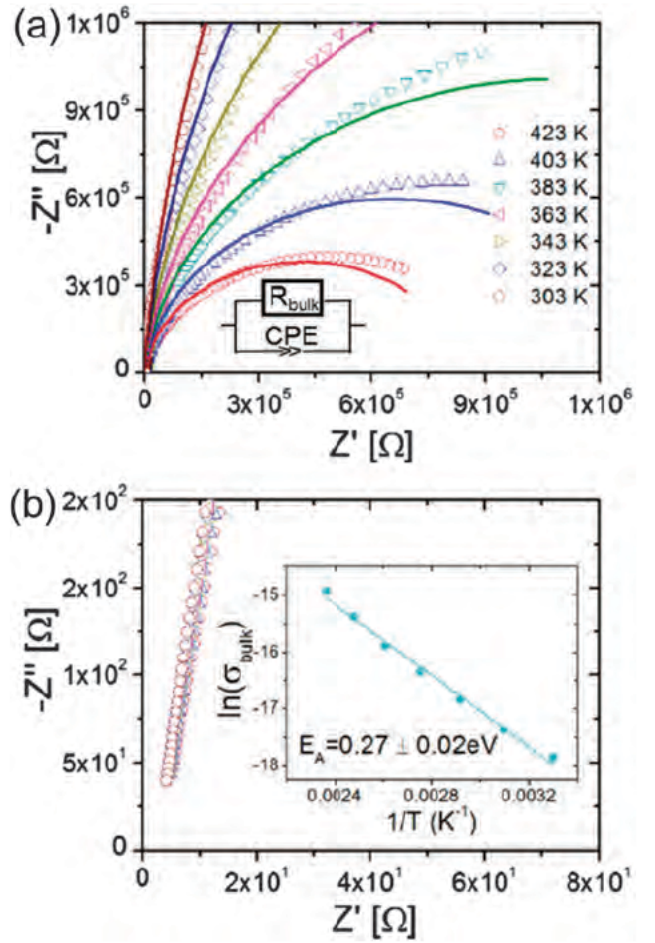 (a)
1x10⁶
9x10⁵
6x10⁵
3x10⁵
0
-Z'' [Ω]
423 K
403 K
383 K
363 K
343 K
323 K
303 K
R_bulk
CPE
0 3x10⁵ 6x10⁵ 9x10⁵ 1x10⁶
Z' [Ω]
(b)
2x10²
2x10²
1x10²
5x10¹
0
-Z'' [Ω]
-15
-16
-17
-18
ln(σ_bulk)
E_A=0.27 ± 0.02eV
0.0024 0.0028 0.0032
1/T (K⁻¹)
0 2x10¹ 4x10¹ 6x10¹ 8x10¹
Z' [Ω]